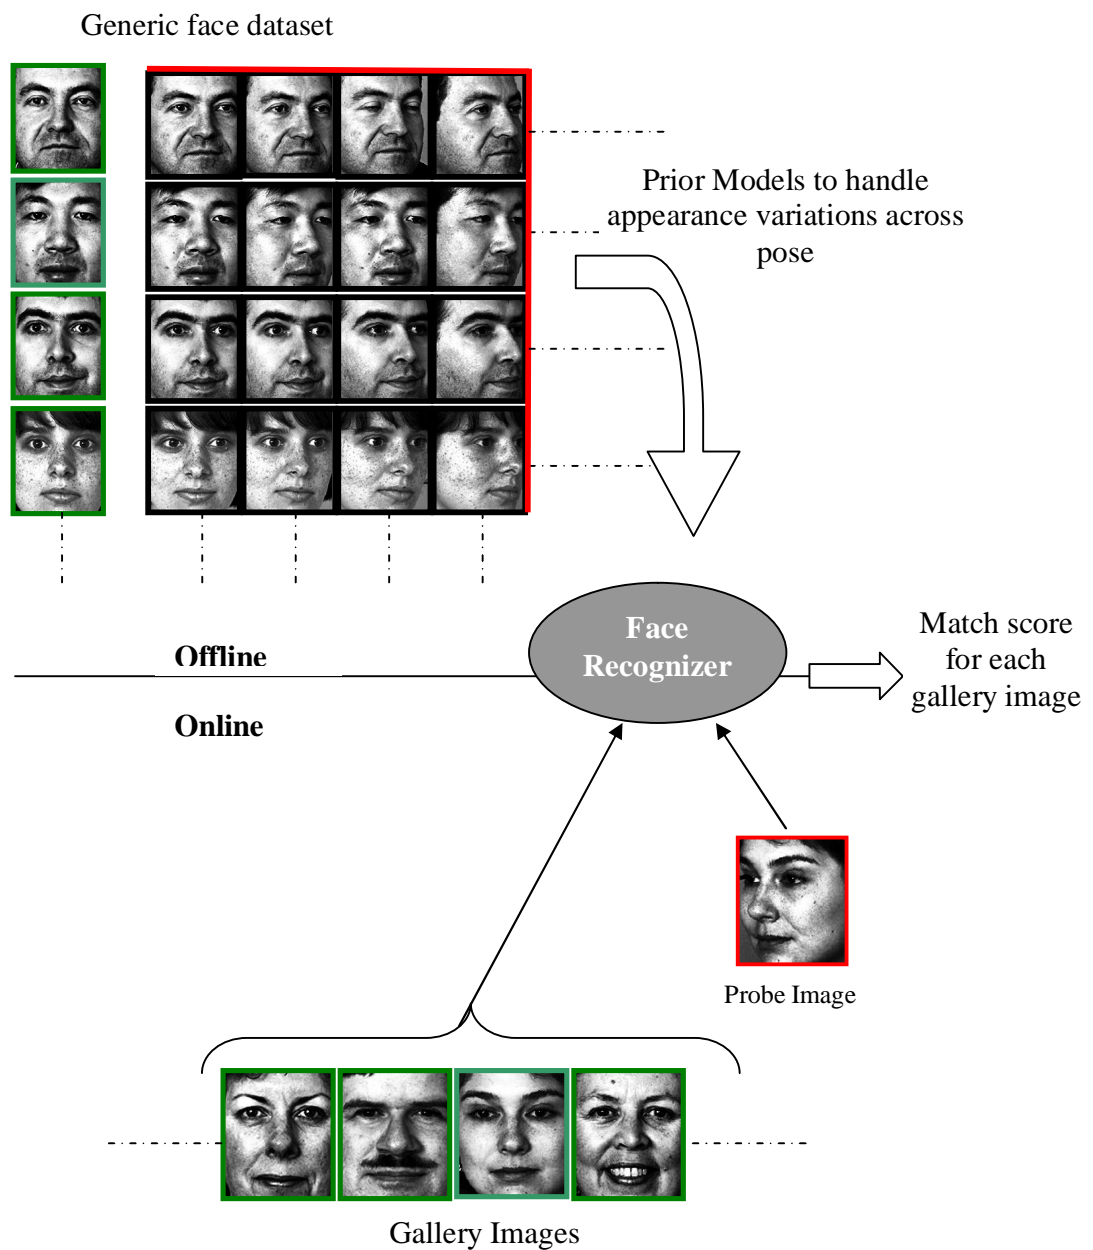 Generic face dataset
Prior Models to handle
appearance variations across
pose
Face
Recognizer
Offline
Online
Match score
for each
gallery image
Probe Image
Gallery Images